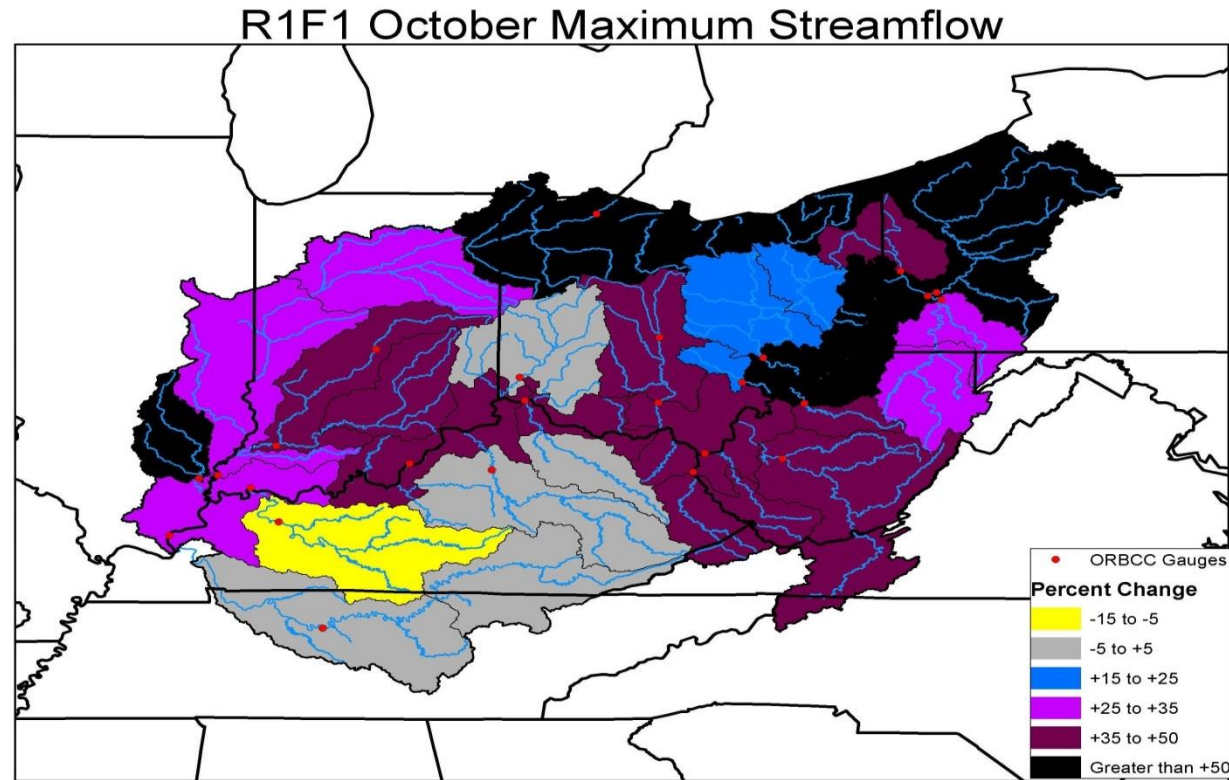 R1F1 October Maximum Streamflow
ORBCC Gauges
Percent Change
-15 to -5
-5 to +5
+15 to +25
+25 to +35
+35 to +50
Greater than +50